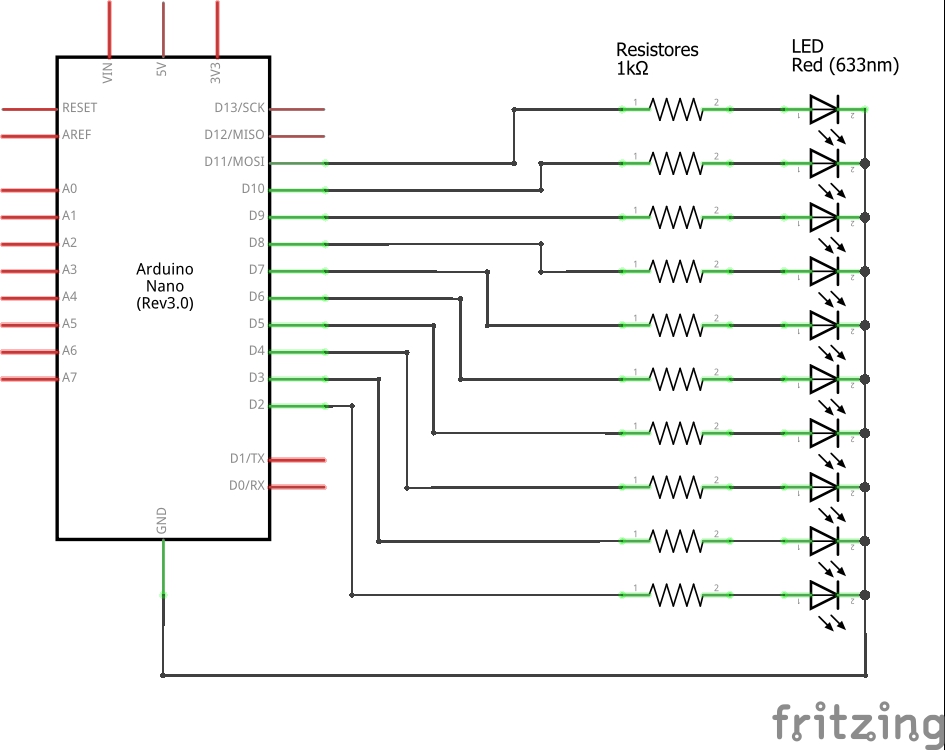 VIN
5V
3V3
Resistores
1kΩ
LED
Red (633nm)
RESET
D13/SCK
AREF
D12/MISO
D11/MOSI
A0
D10
A1
D9
A2
D8
A3
D7
Arduino
Nano
(Rev3.0)
A4
D6
A5
D5
A6
D4
A7
D3
D2
D1/TX
D0/RX
GND
1 2 1 2
1 2 1 2
1 2 1 2
1 2 1 2
1 2 1 2
1 2 1 2
1 2 1 2
1 2 1 2
1 2 1 2
1 2 1 2
fritzing